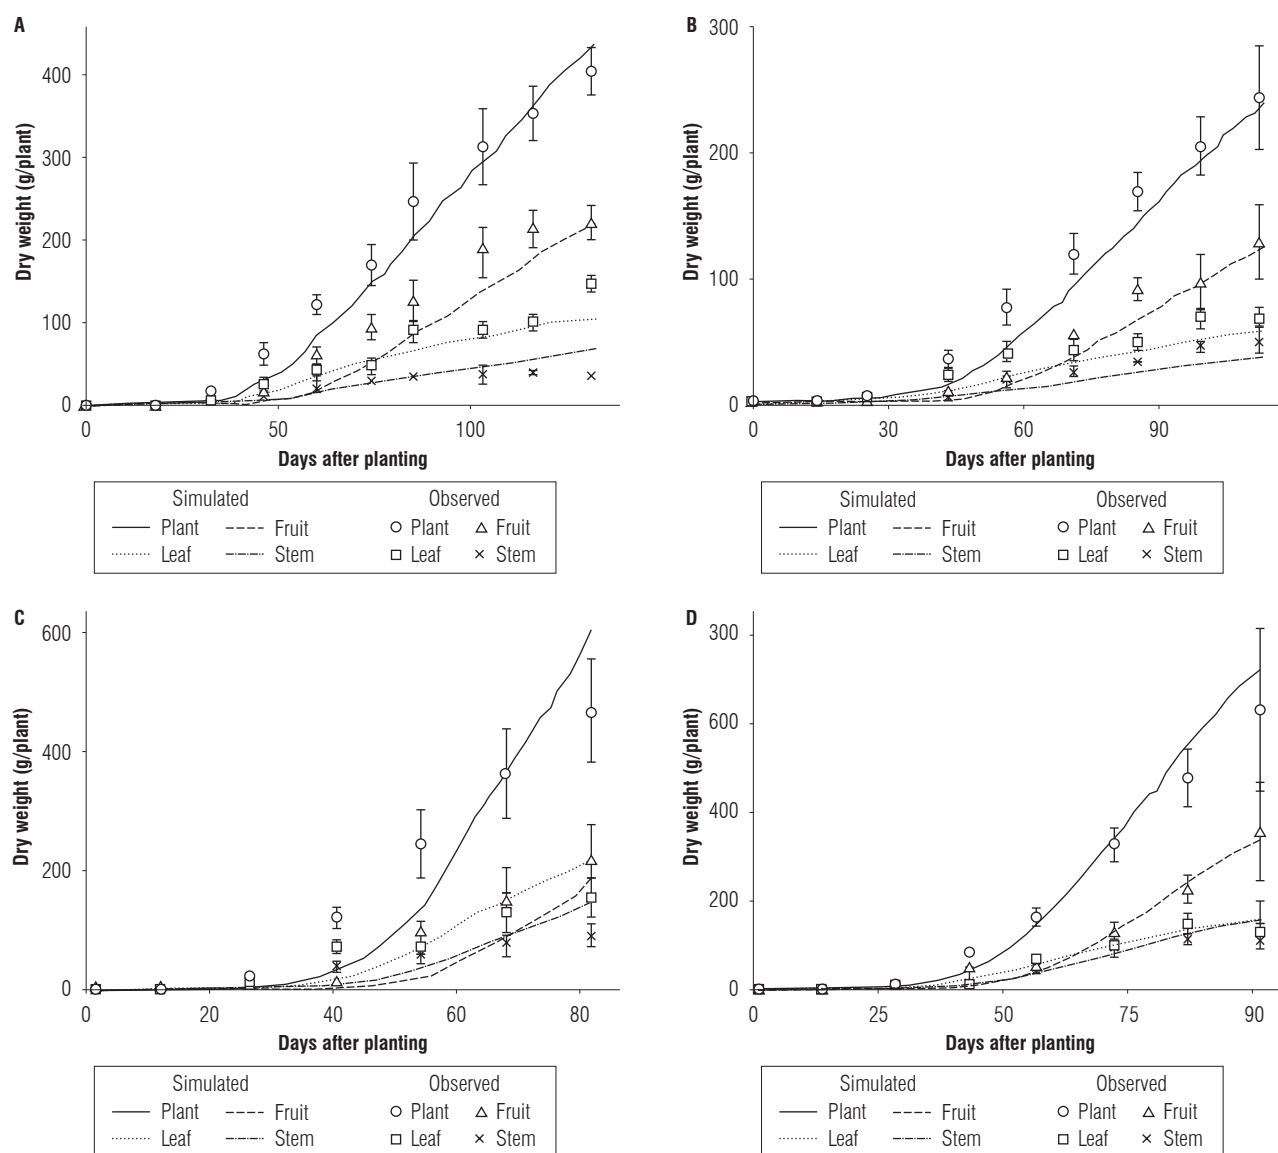 A
Dry weight (g/plant)
400
300
200
100
0
0 50 100
Days after planting
Simulated Observed
Plant Fruit Plant Fruit
Leaf Stem Leaf Stem
B
Dry weight (g/plant)
300
200
100
0
0 30 60 90
Days after planting
Simulated Observed
Plant Fruit Plant Fruit
Leaf Stem Leaf Stem
C
Dry weight (g/plant)
600
400
200
0
0 20 40 60 80
Days after planting
Simulated Observed
Plant Fruit Plant Fruit
Leaf Stem Leaf Stem
D
Dry weight (g/plant)
300
600
400
200
0
0 25 50 75 90
Days after planting
Simulated Observed
Plant Fruit Plant Fruit
Leaf Stem Leaf Stem